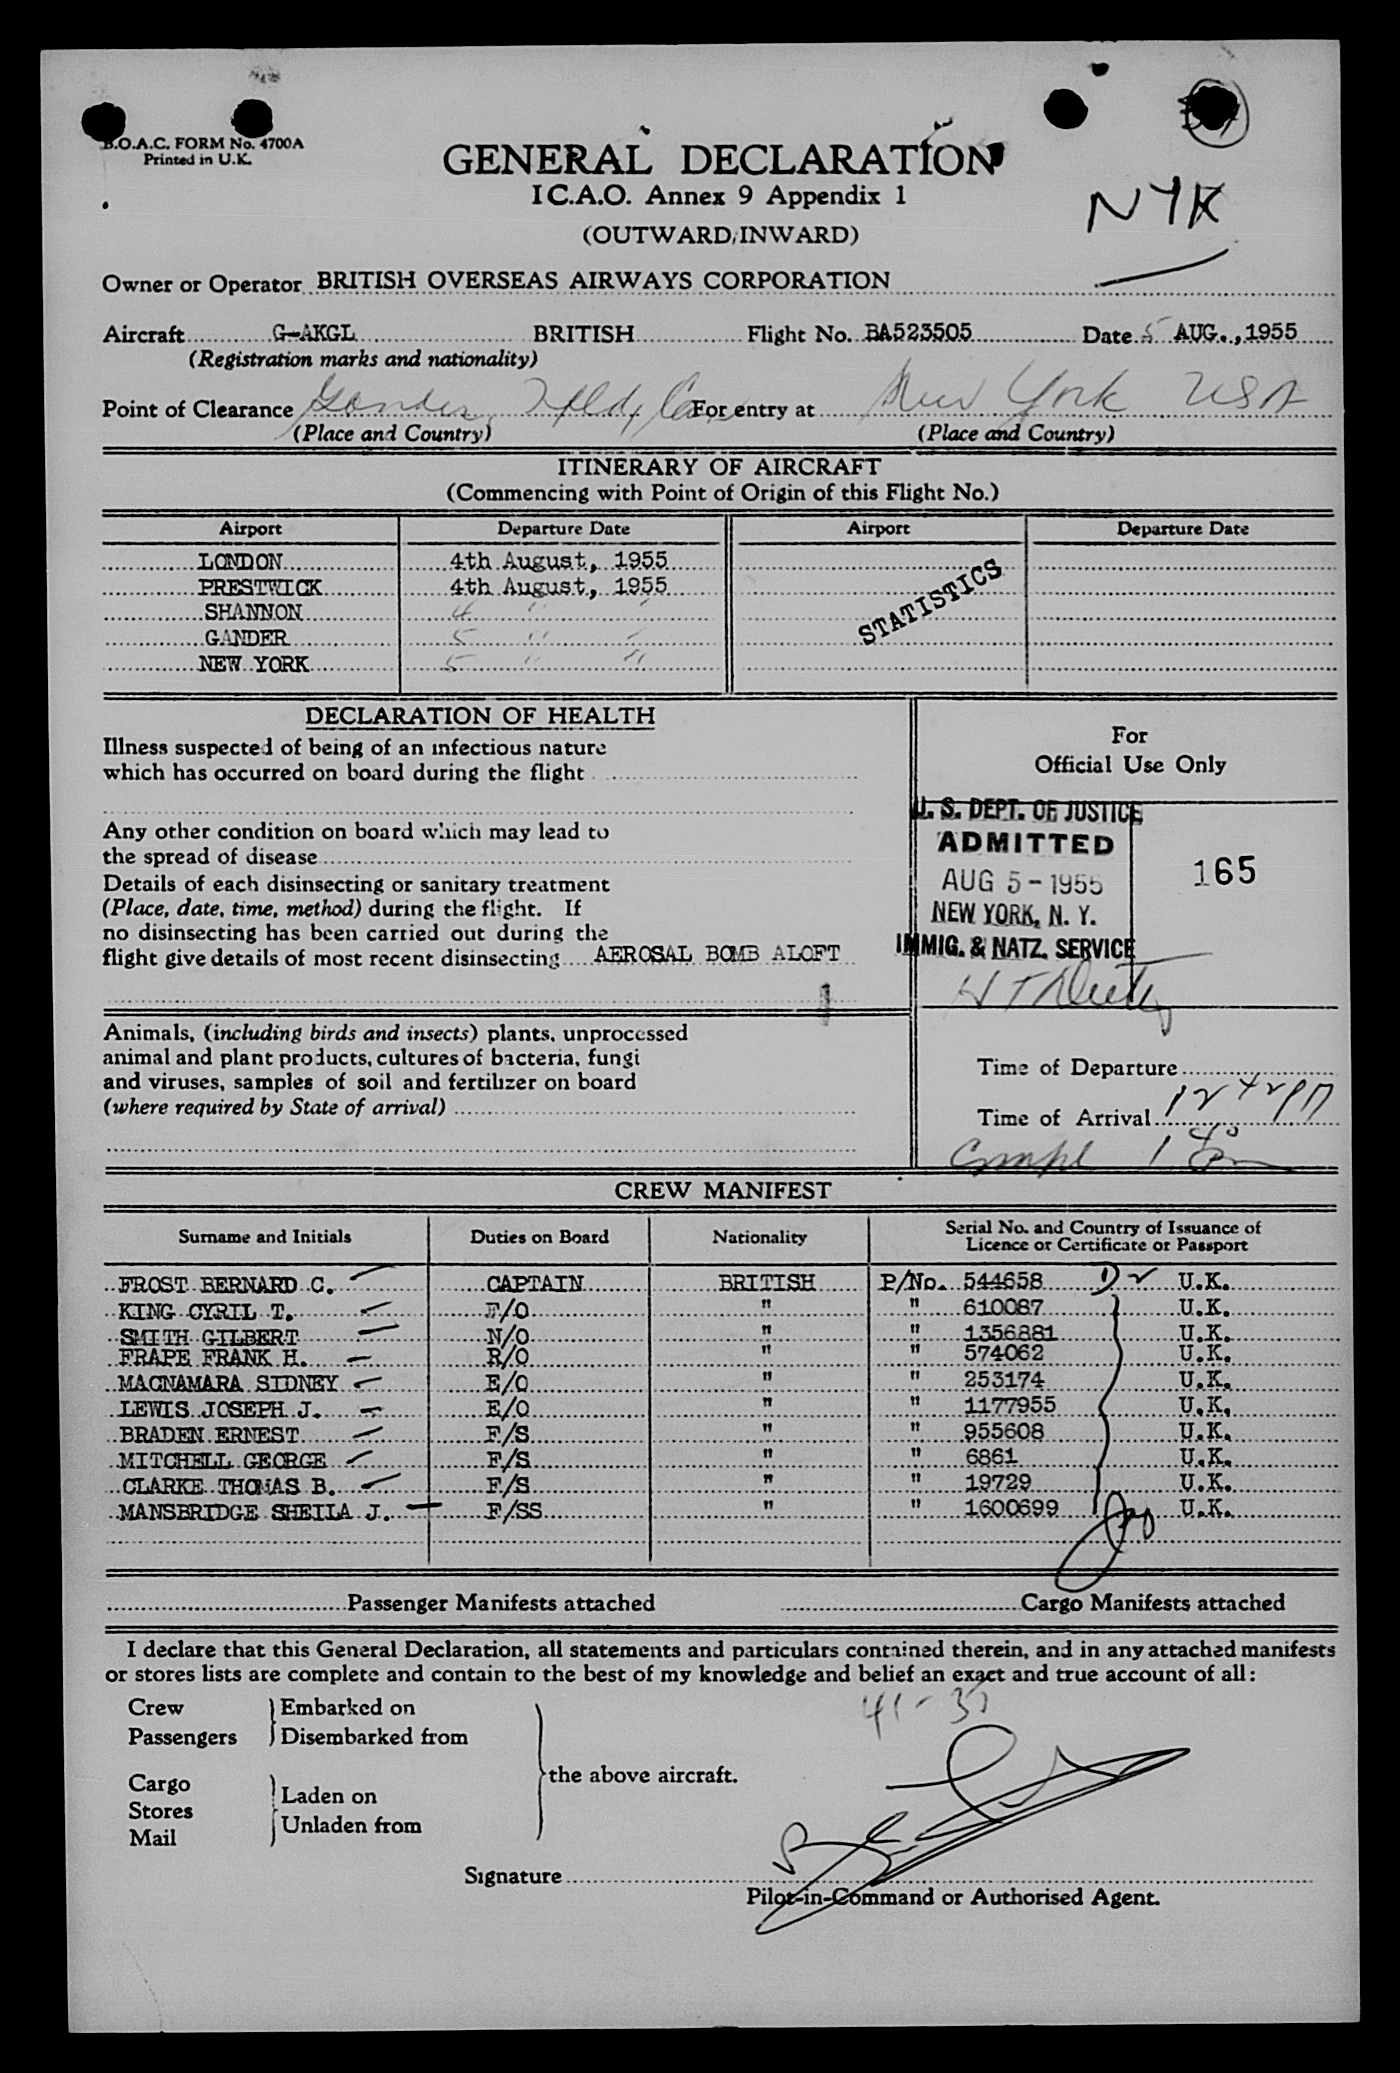 B.O.A.C. FORM No. 4700A
Printed in U.K.
GENERAL DECLARATION
I C.A.O. Annex 9 Appendix 1
(OUTWARD/INWARD)
NYK
Owner or Operator BRITISH OVERSEAS AIRWAYS CORPORATION
Aircraft G-AKGL BRITISH Flight No. BA523505 Date 5 AUG., 1955
(Registration marks and nationality)
Point of Clearance Gander, Nfld, Can For entry at New York USA
(Place and Country) (Place and Country)
ITINERARY OF AIRCRAFT
(Commencing with Point of Origin of this Flight No.)
Airport Departure Date Airport Departure Date
LONDON 4th August, 1955
PRESTWICK 4th August, 1955
SHANNON 4 " "
GANDER 5 " "
NEW YORK 5 " "
STATISTICS
DECLARATION OF HEALTH
Illness suspected of being of an infectious nature
which has occurred on board during the flight
Any other condition on board which may lead to
the spread of disease
Details of each disinsecting or sanitary treatment
(Place, date, time, method) during the flight. If
no disinsecting has been carried out during the
flight give details of most recent disinsecting AEROSAL BOMB ALOFT
Animals, (including birds and insects) plants, unprocessed
animal and plant products, cultures of bacteria, fungi
and viruses, samples of soil and fertilizer on board
(where required by State of arrival)
For
Official Use Only
U. S. DEPT. OF JUSTICE
ADMITTED
AUG 5 - 1955
NEW YORK, N. Y.
IMMIG. & NATZ. SERVICE
165
Time of Departure
Time of Arrival 12 42 PM
Compl 1 40 pm
CREW MANIFEST
Surname and Initials Duties on Board Nationality Serial No. and Country of Issuance of
Licence or Certificate or Passport
FROST BERNARD C. CAPTAIN BRITISH P/No. 544658 U.K.
KING CYRIL T. F/O " " 610087 U.K.
SMITH GILBERT N/O " " 1356881 U.K.
FRAPE FRANK H. R/O " " 574062 U.K.
MACNAMARA SIDNEY E/O " " 253174 U.K.
LEWIS JOSEPH J. E/O " " 1177955 U.K.
BRADEN ERNEST F/S " " 955608 U.K.
MITCHELL GEORGE F/S " " 6861 U.K.
CLARKE THOMAS B. F/S " " 19729 U.K.
MANSBRIDGE SHEILA J. F/SS " " 1600699 U.K.
Passenger Manifests attached Cargo Manifests attached
I declare that this General Declaration, all statements and particulars contained therein, and in any attached manifests
or stores lists are complete and contain to the best of my knowledge and belief an exact and true account of all:
Crew Embarked on
Passengers Disembarked from
the above aircraft.
Cargo
Stores
Mail
Laden on
Unladen from
Signature
Pilot-in-Command or Authorised Agent.